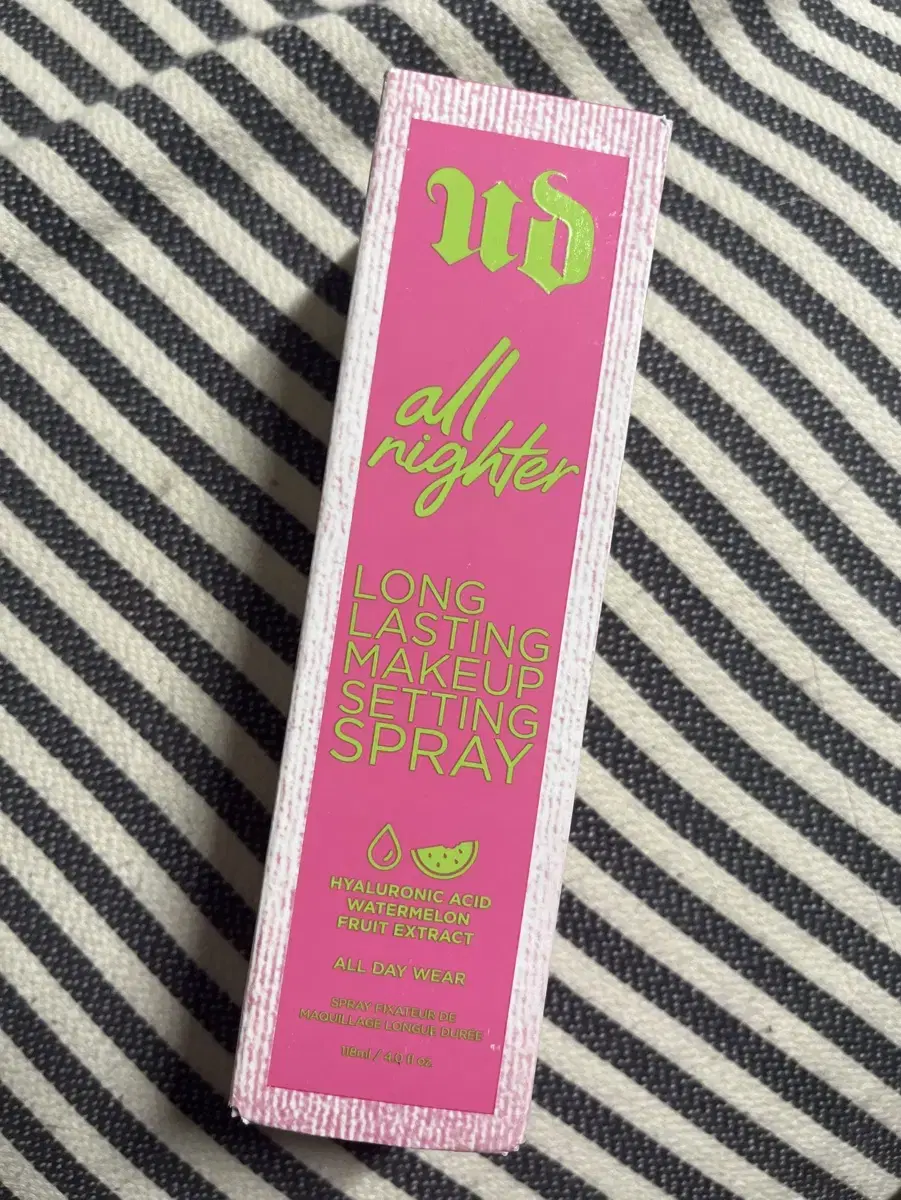 ud
all
nighter
LONG
LASTING
MAKEUP
SETTING
SPRAY
HYALURONIC ACID
WATERMELON
FRUIT EXTRACT
ALL DAY WEAR
SPRAY FIXATEUR DE
MAQUILLAGE LONGUE DURÉE
118ml / 4.0 fl oz